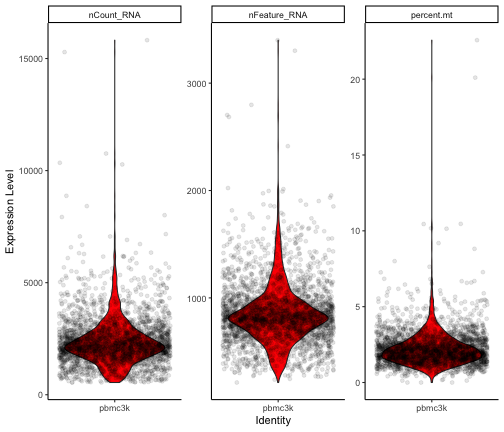 nCount_RNA
nFeature_RNA
percent.mt
Expression Level
15000
10000
5000
0
3000
2000
1000
20
15
10
5
0
pbmc3k
pbmc3k
pbmc3k
Identity